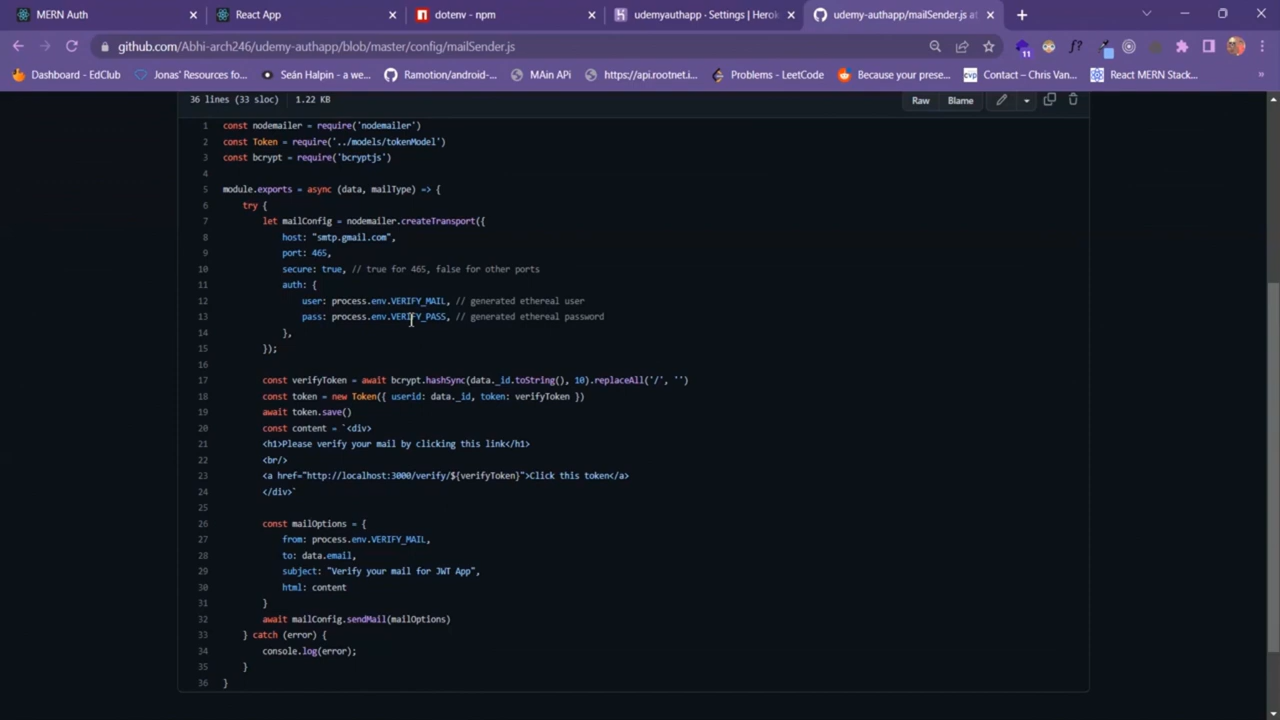 MERN Auth
React App
dotenv - npm
udemyauthapp · Settings | Herok
udemy-authapp/mailSender.js at
github.com/Abhi-arch246/udemy-authapp/blob/master/config/mailSender.js
11
Dashboard - EdClub
Jonas' Resources fo...
Seán Halpin - a we...
Ramotion/android-...
MAin APi
https://api.rootnet.i...
Problems - LeetCode
Because your prese...
Contact – Chris Van...
React MERN Stack...
36 lines (33 sloc) 1.22 KB
Raw Blame
1 const nodemailer = require('nodemailer')
2 const Token = require('../models/tokenModel')
3 const bcrypt = require('bcryptjs')
4
5 module.exports = async (data, mailType) => {
6 try {
7 let mailConfig = nodemailer.createTransport({
8 host: "smtp.gmail.com",
9 port: 465,
10 secure: true, // true for 465, false for other ports
11 auth: {
12 user: process.env.VERIFY_MAIL, // generated ethereal user
13 pass: process.env.VERIFY_PASS, // generated ethereal password
14 },
15 });
16
17 const verifyToken = await bcrypt.hashSync(data._id.toString(), 10).replaceAll('/', '')
18 const token = new Token({ userid: data._id, token: verifyToken })
19 await token.save()
20 const content = `<div>
21 <h1>Please verify your mail by clicking this link</h1>
22 <br/>
23 <a href="http://localhost:3000/verify/${verifyToken}">Click this token</a>
24 </div>`
25
26 const mailOptions = {
27 from: process.env.VERIFY_MAIL,
28 to: data.email,
29 subject: "Verify your mail for JWT App",
30 html: content
31 }
32 await mailConfig.sendMail(mailOptions)
33 } catch (error) {
34 console.log(error);
35 }
36 }